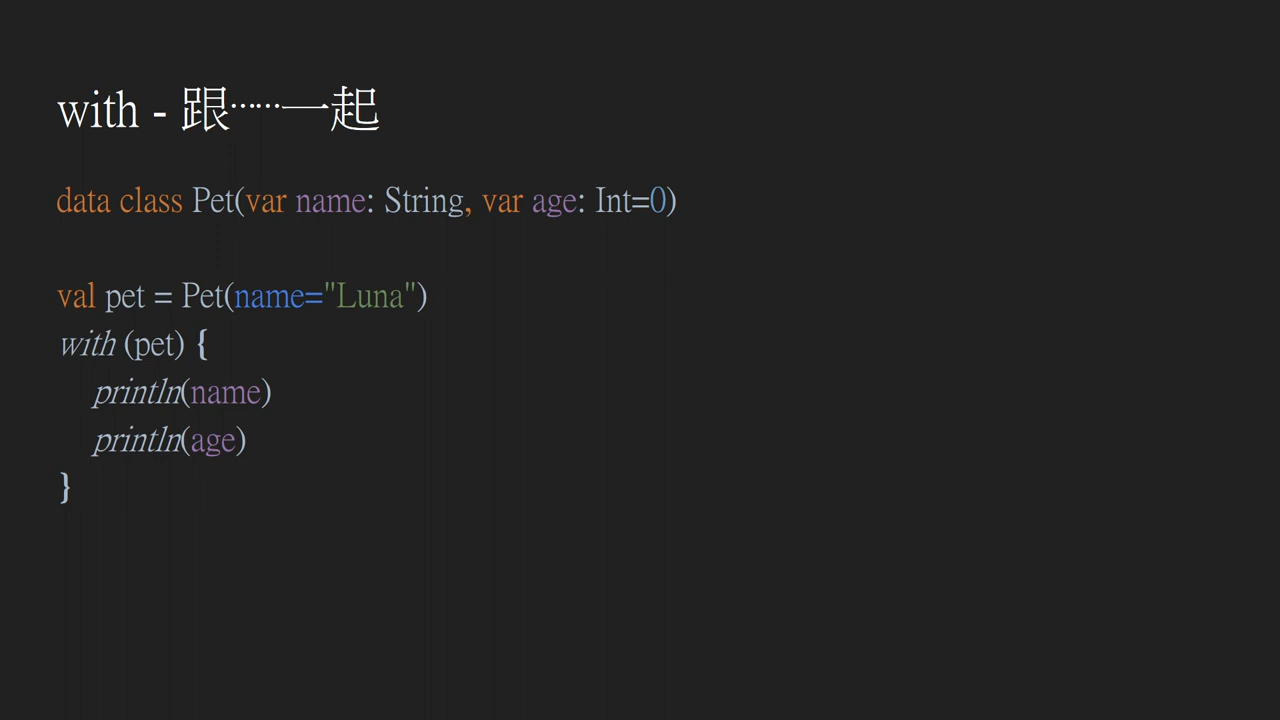 with - 跟……一起
data class Pet(var name: String, var age: Int=0)
val pet = Pet(name="Luna")
with (pet) {
println(name)
println(age)
}